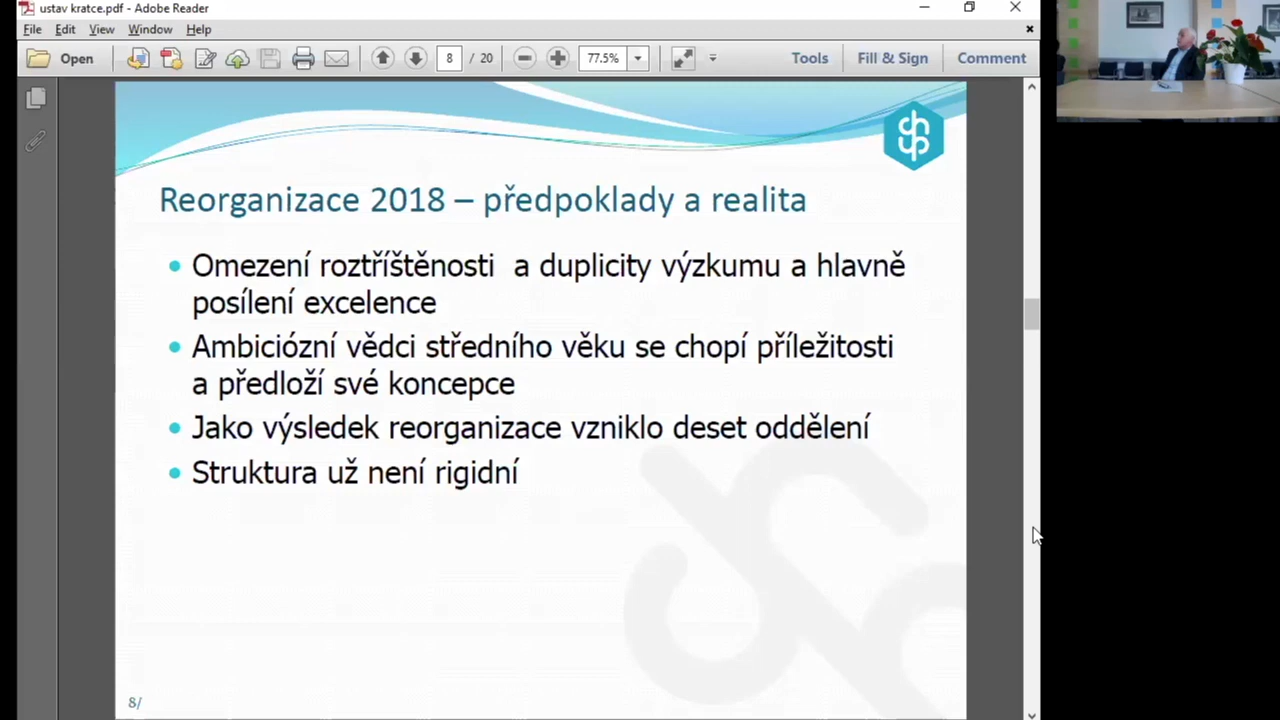 ustav kratce.pdf - Adobe Reader
File Edit View Window Help
Open 8 / 20 77.5% Tools Fill & Sign Comment
Reorganizace 2018 – předpoklady a realita
Omezení roztříštěnosti a duplicity výzkumu a hlavně
posílení excelence
Ambiciózní vědci středního věku se chopí příležitosti
a předloží své koncepce
Jako výsledek reorganizace vzniklo deset oddělení
Struktura už není rigidní
8/